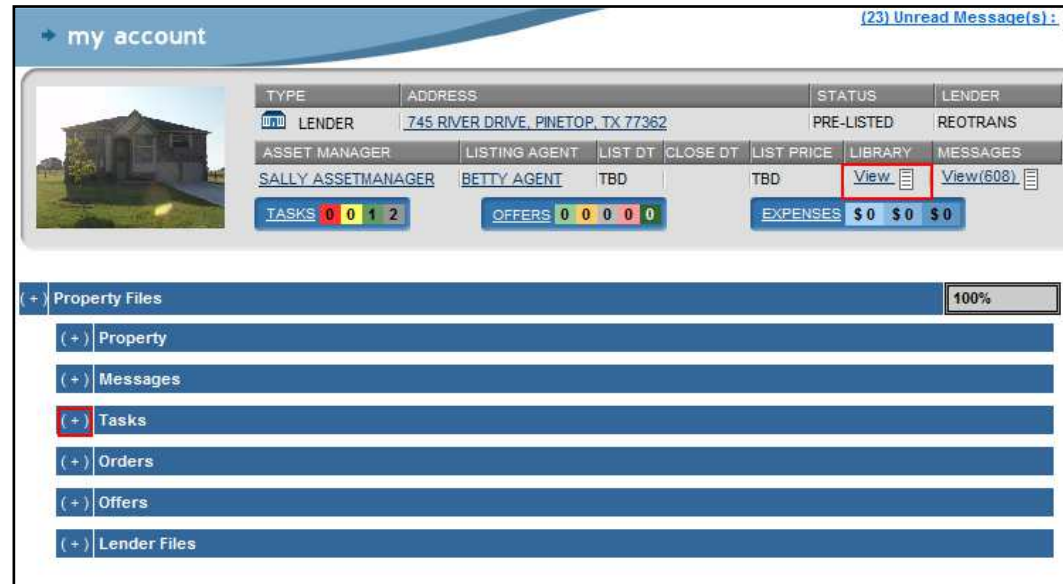 (23) Unread Message(s) :
my account
TYPE ADDRESS STATUS LENDER
LENDER 745 RIVER DRIVE, PINETOP, TX 77362 PRE-LISTED REOTRANS
ASSET MANAGER LISTING AGENT LIST DT CLOSE DT LIST PRICE LIBRARY MESSAGES
SALLY ASSETMANAGER BETTY AGENT TBD TBD View View(608)
TASKS 0 0 1 2 OFFERS 0 0 0 0 0 EXPENSES $ 0 $ 0 $ 0
( + ) Property Files 100%
( + ) Property
( + ) Messages
( + ) Tasks
( + ) Orders
( + ) Offers
( + ) Lender Files